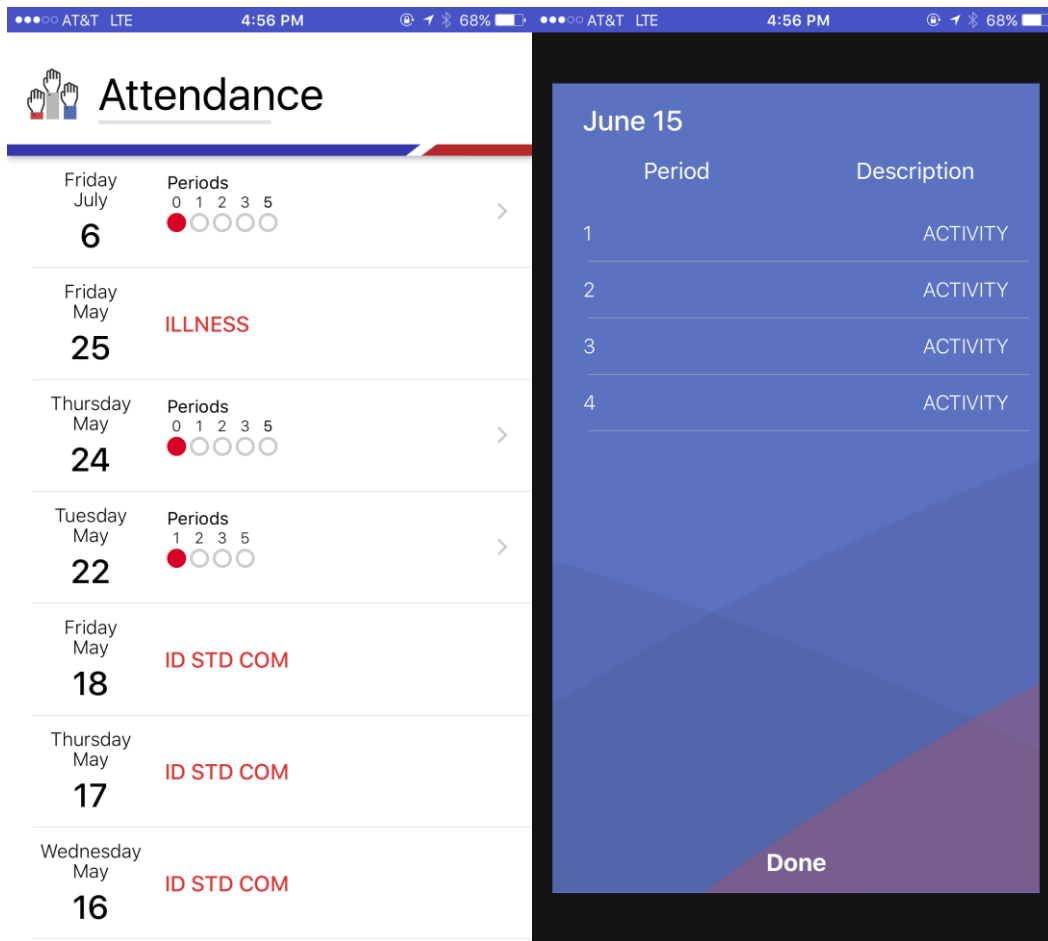 AT&T LTE 4:56 PM 68%
Attendance
Friday
July
6
Periods
0 1 2 3 5
Friday
May
25
ILLNESS
Thursday
May
24
Periods
0 1 2 3 5
Tuesday
May
22
Periods
1 2 3 5
Friday
May
18
ID STD COM
Thursday
May
17
ID STD COM
Wednesday
May
16
ID STD COM
AT&T LTE 4:56 PM 68%
June 15
Period Description
1 ACTIVITY
2 ACTIVITY
3 ACTIVITY
4 ACTIVITY
Done